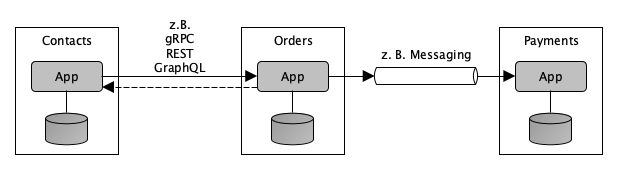 Contacts
App
z.B.
gRPC
REST
GraphQL
Orders
App
z. B. Messaging
Payments
App